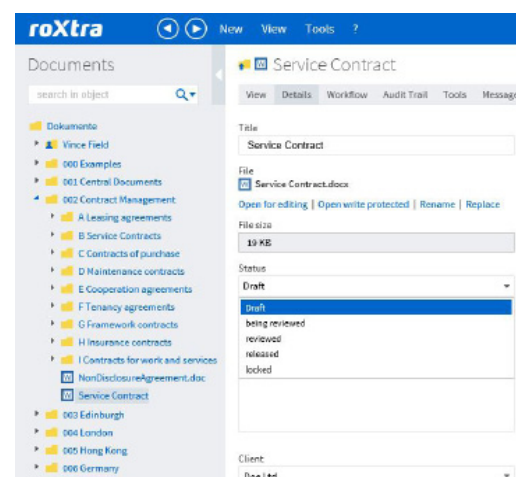 roXtra
New View Tools ?
Documents
search in object
Dokumente
Vince Field
000 Examples
001 Central Documents
002 Contract Management
A Leasing agreements
B Service Contracts
C Contracts of purchase
D Maintenance contracts
E Cooperation agreements
F Tenancy agreements
G Framework contracts
H Insurance contracts
I Contracts for work and services
NonDisclosureAgreement.doc
Service Contract
003 Edinburgh
004 London
005 Hong Kong
006 Germany
Service Contract
View Details Workflow Audit Trail Tools Message
Title
Service Contract
File
Service Contract.docx
Open for editing | Open write protected | Rename | Replace
File size
19 KB
Status
Draft
Draft
being reviewed
reviewed
released
locked
Client